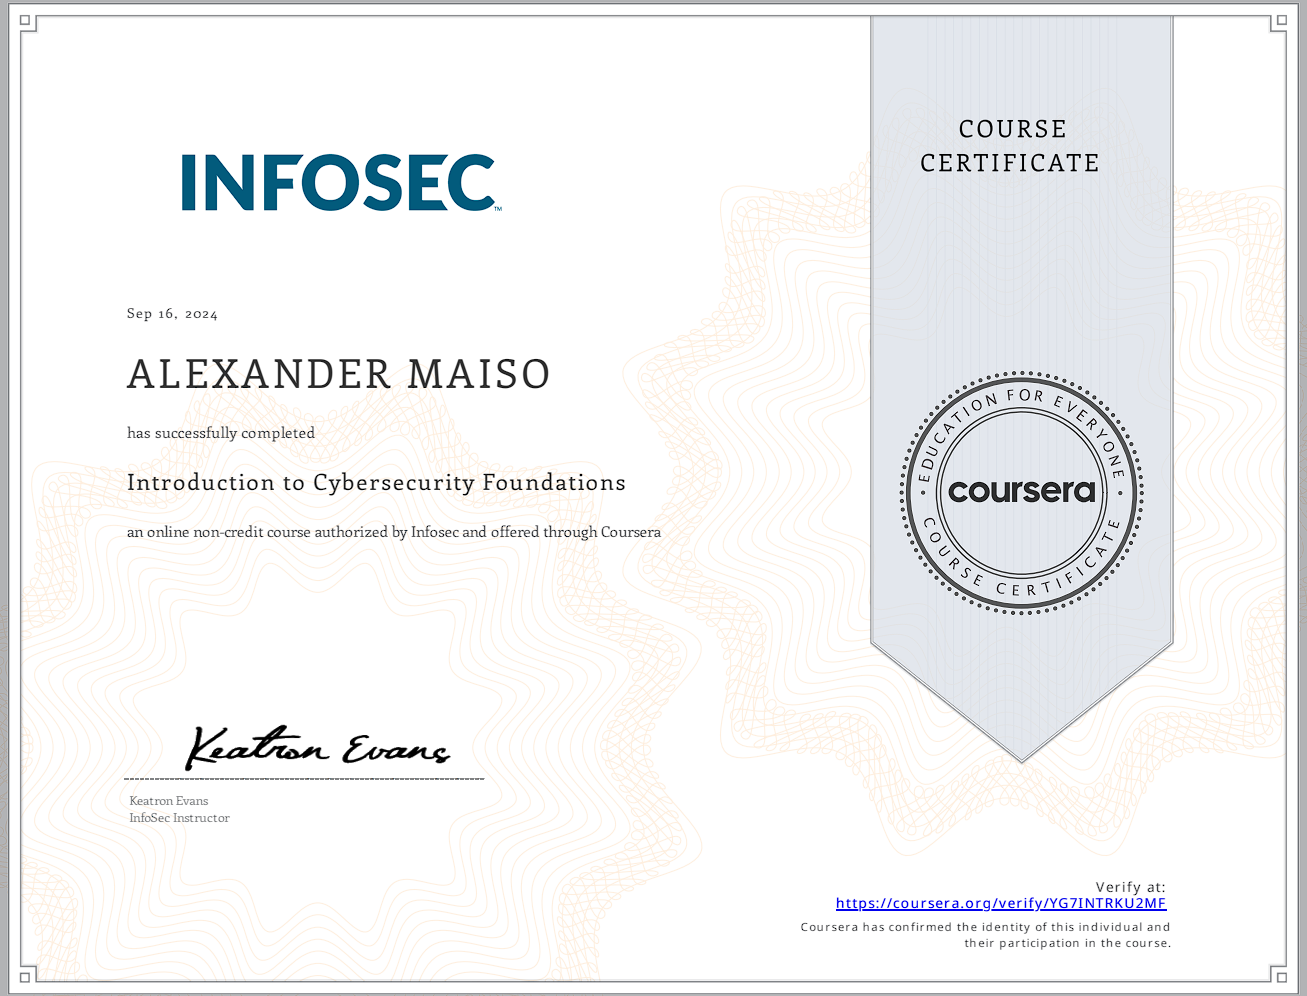 INFOSEC™
COURSE
CERTIFICATE
Sep 16, 2024
ALEXANDER MAISO
has successfully completed
Introduction to Cybersecurity Foundations
an online non-credit course authorized by Infosec and offered through Coursera
EDUCATION FOR EVERYONE
coursera
COURSE CERTIFICATE
Keatron Evans
Keatron Evans
InfoSec Instructor
Verify at:
https://coursera.org/verify/YG7INTRKU2MF
Coursera has confirmed the identity of this individual and
their participation in the course.